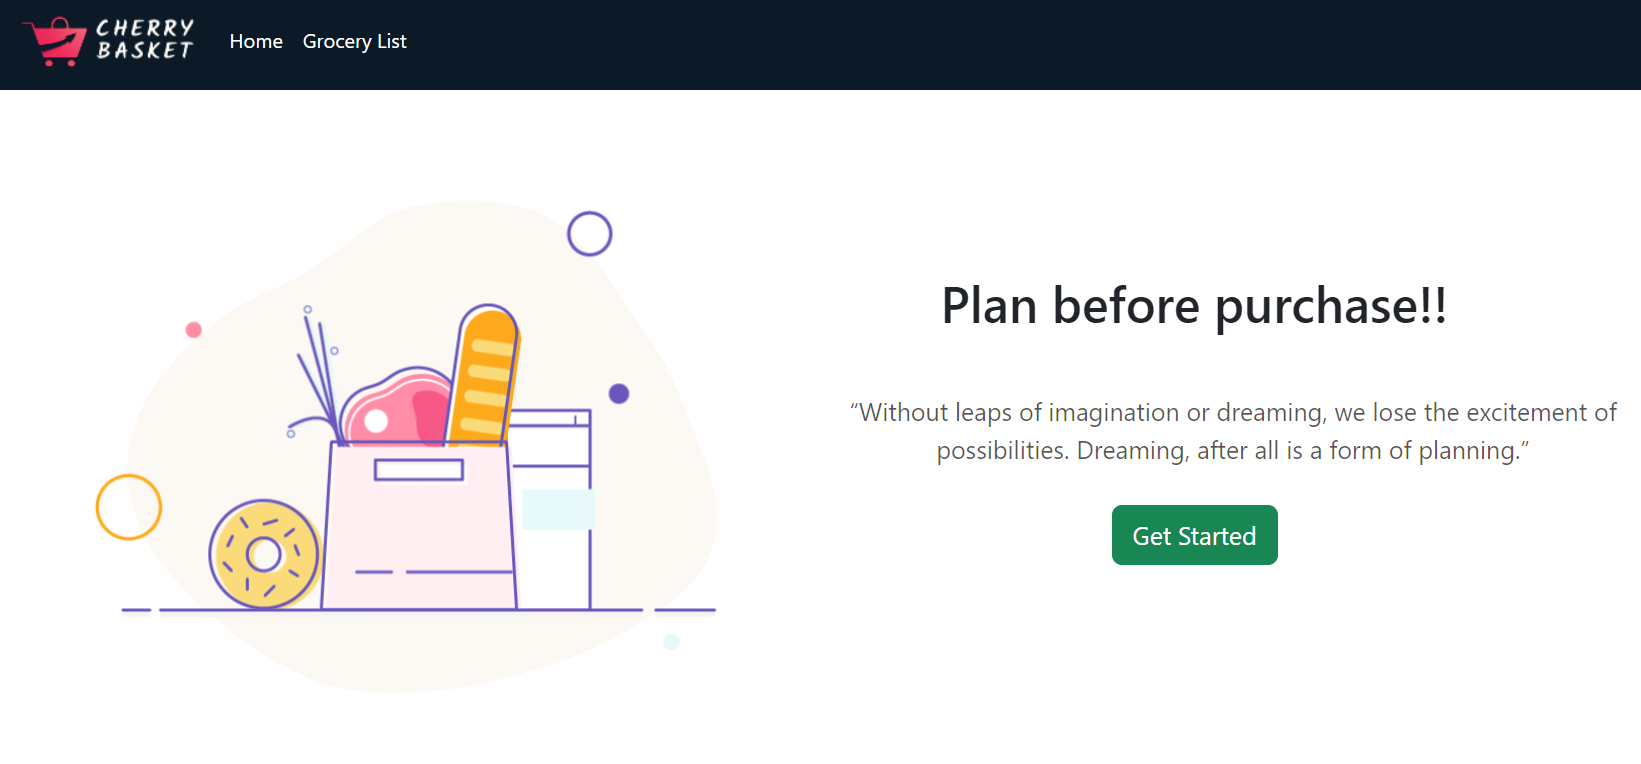 CHERRY
BASKET
Home
Grocery List
Plan before purchase!!
“Without leaps of imagination or dreaming, we lose the excitement of
possibilities. Dreaming, after all is a form of planning.”
Get Started